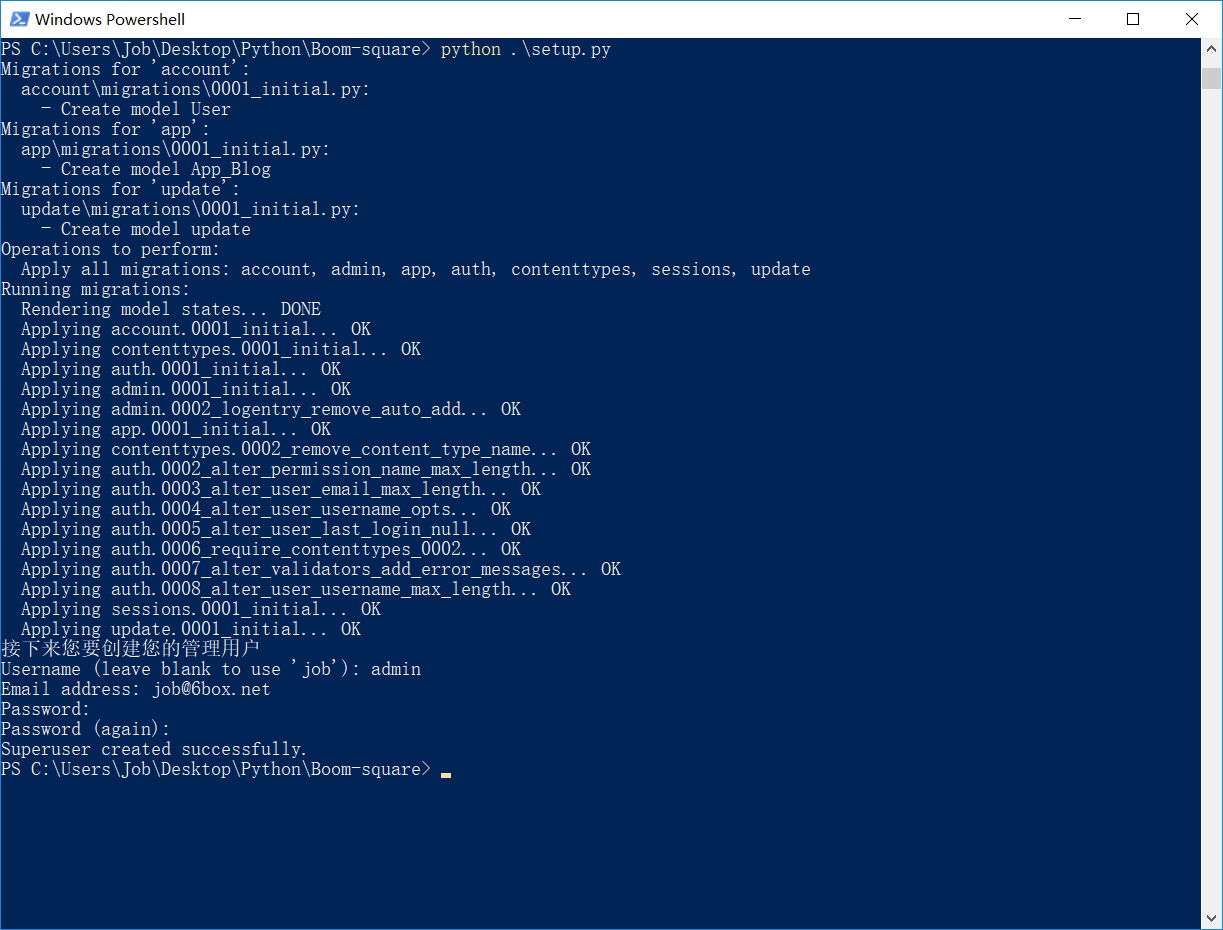 Windows Powershell
PS C:\Users\Job\Desktop\Python\Boom-square> python .\setup.py
Migrations for 'account':
  account\migrations\0001_initial.py:
    - Create model User
Migrations for 'app':
  app\migrations\0001_initial.py:
    - Create model App_Blog
Migrations for 'update':
  update\migrations\0001_initial.py:
    - Create model update
Operations to perform:
  Apply all migrations: account, admin, app, auth, contenttypes, sessions, update
Running migrations:
  Rendering model states... DONE
  Applying account.0001_initial... OK
  Applying contenttypes.0001_initial... OK
  Applying auth.0001_initial... OK
  Applying admin.0001_initial... OK
  Applying admin.0002_logentry_remove_auto_add... OK
  Applying app.0001_initial... OK
  Applying contenttypes.0002_remove_content_type_name... OK
  Applying auth.0002_alter_permission_name_max_length... OK
  Applying auth.0003_alter_user_email_max_length... OK
  Applying auth.0004_alter_user_username_opts... OK
  Applying auth.0005_alter_user_last_login_null... OK
  Applying auth.0006_require_contenttypes_0002... OK
  Applying auth.0007_alter_validators_add_error_messages... OK
  Applying auth.0008_alter_user_username_max_length... OK
  Applying sessions.0001_initial... OK
  Applying update.0001_initial... OK
接下来您要创建您的管理用户
Username (leave blank to use 'job'): admin
Email address: job@6box.net
Password:
Password (again):
Superuser created successfully.
PS C:\Users\Job\Desktop\Python\Boom-square>